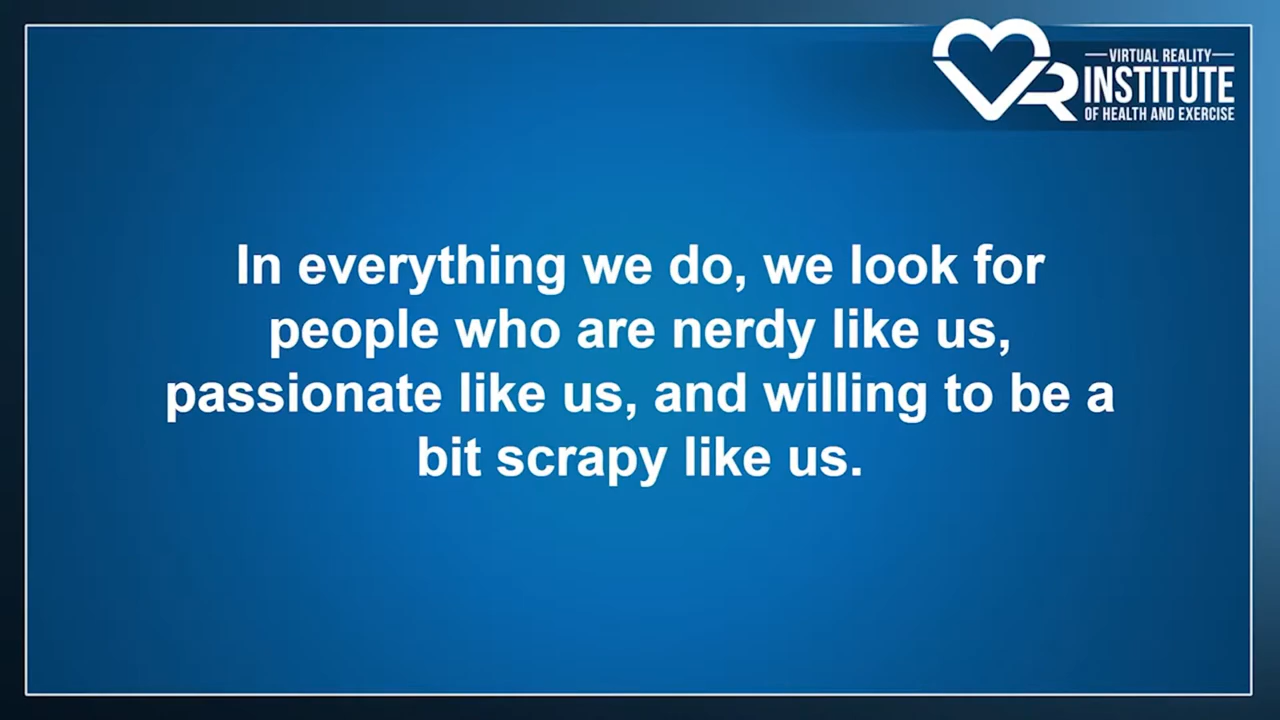 VIRTUAL REALITY
INSTITUTE
OF HEALTH AND EXERCISE
In everything we do, we look for
people who are nerdy like us,
passionate like us, and willing to be a
bit scrapy like us.